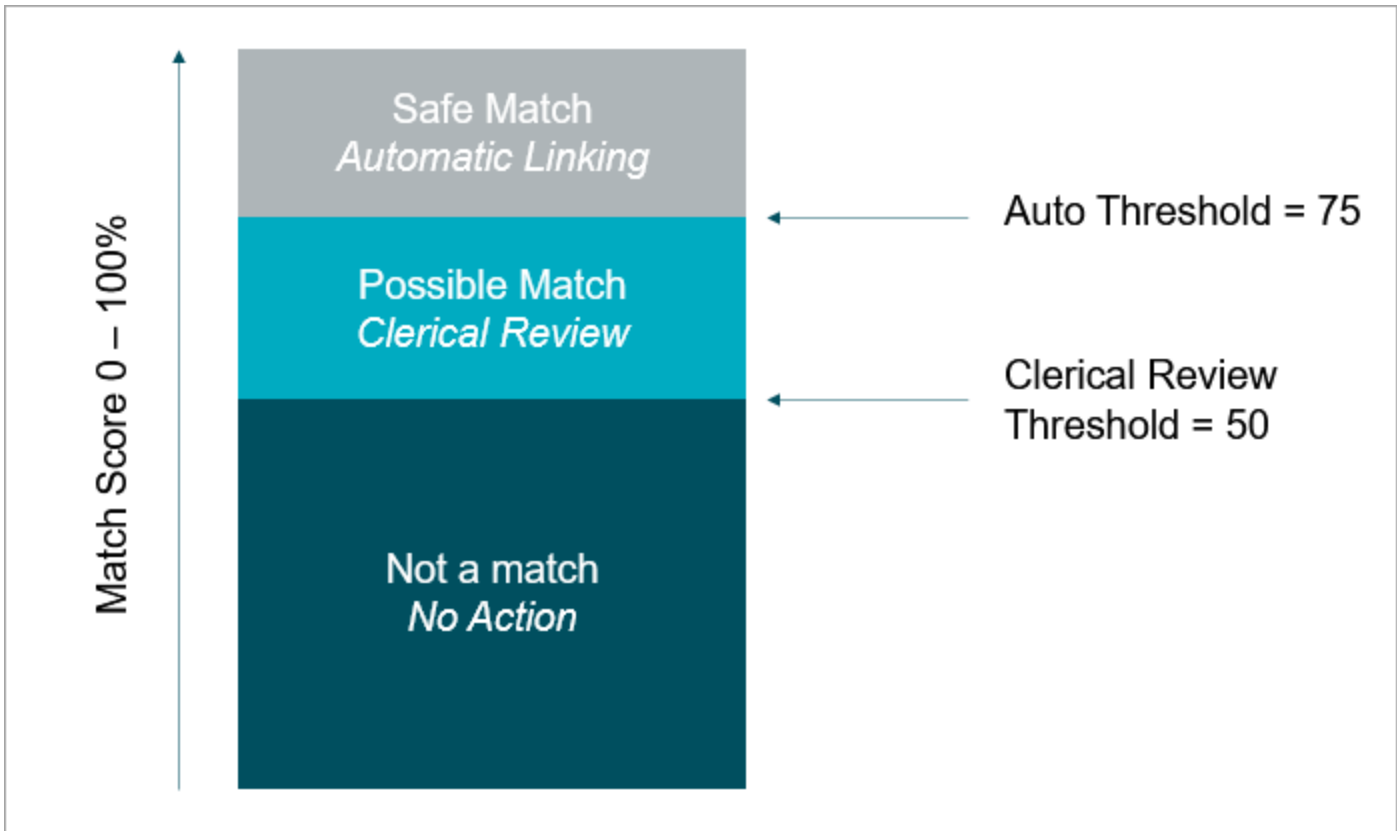 Match Score 0 – 100%
Safe Match
Automatic Linking
Possible Match
Clerical Review
Not a match
No Action
Auto Threshold = 75
Clerical Review
Threshold = 50